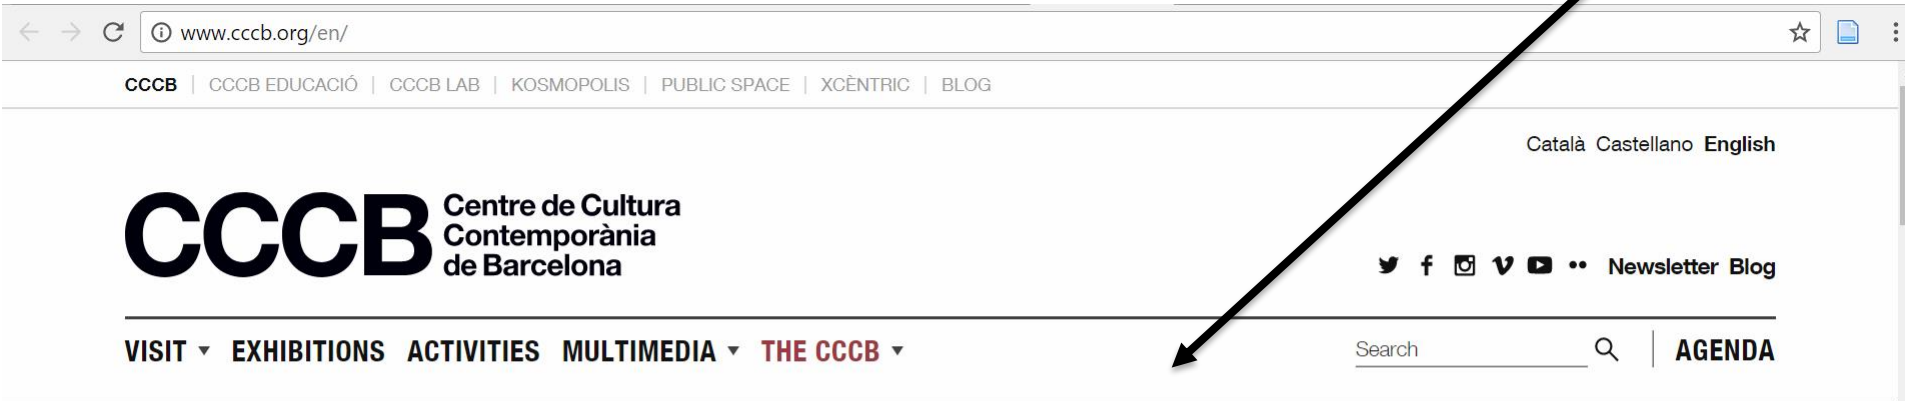 www.cccb.org/en/
CCCB | CCCB EDUCACIÓ | CCCB LAB | KOSMOPOLIS | PUBLIC SPACE | XCÈNTRIC | BLOG
Català Castellano English
CCCB
Centre de Cultura
Contemporània
de Barcelona
Newsletter Blog
VISIT EXHIBITIONS ACTIVITIES MULTIMEDIA THE CCCB Search AGENDA